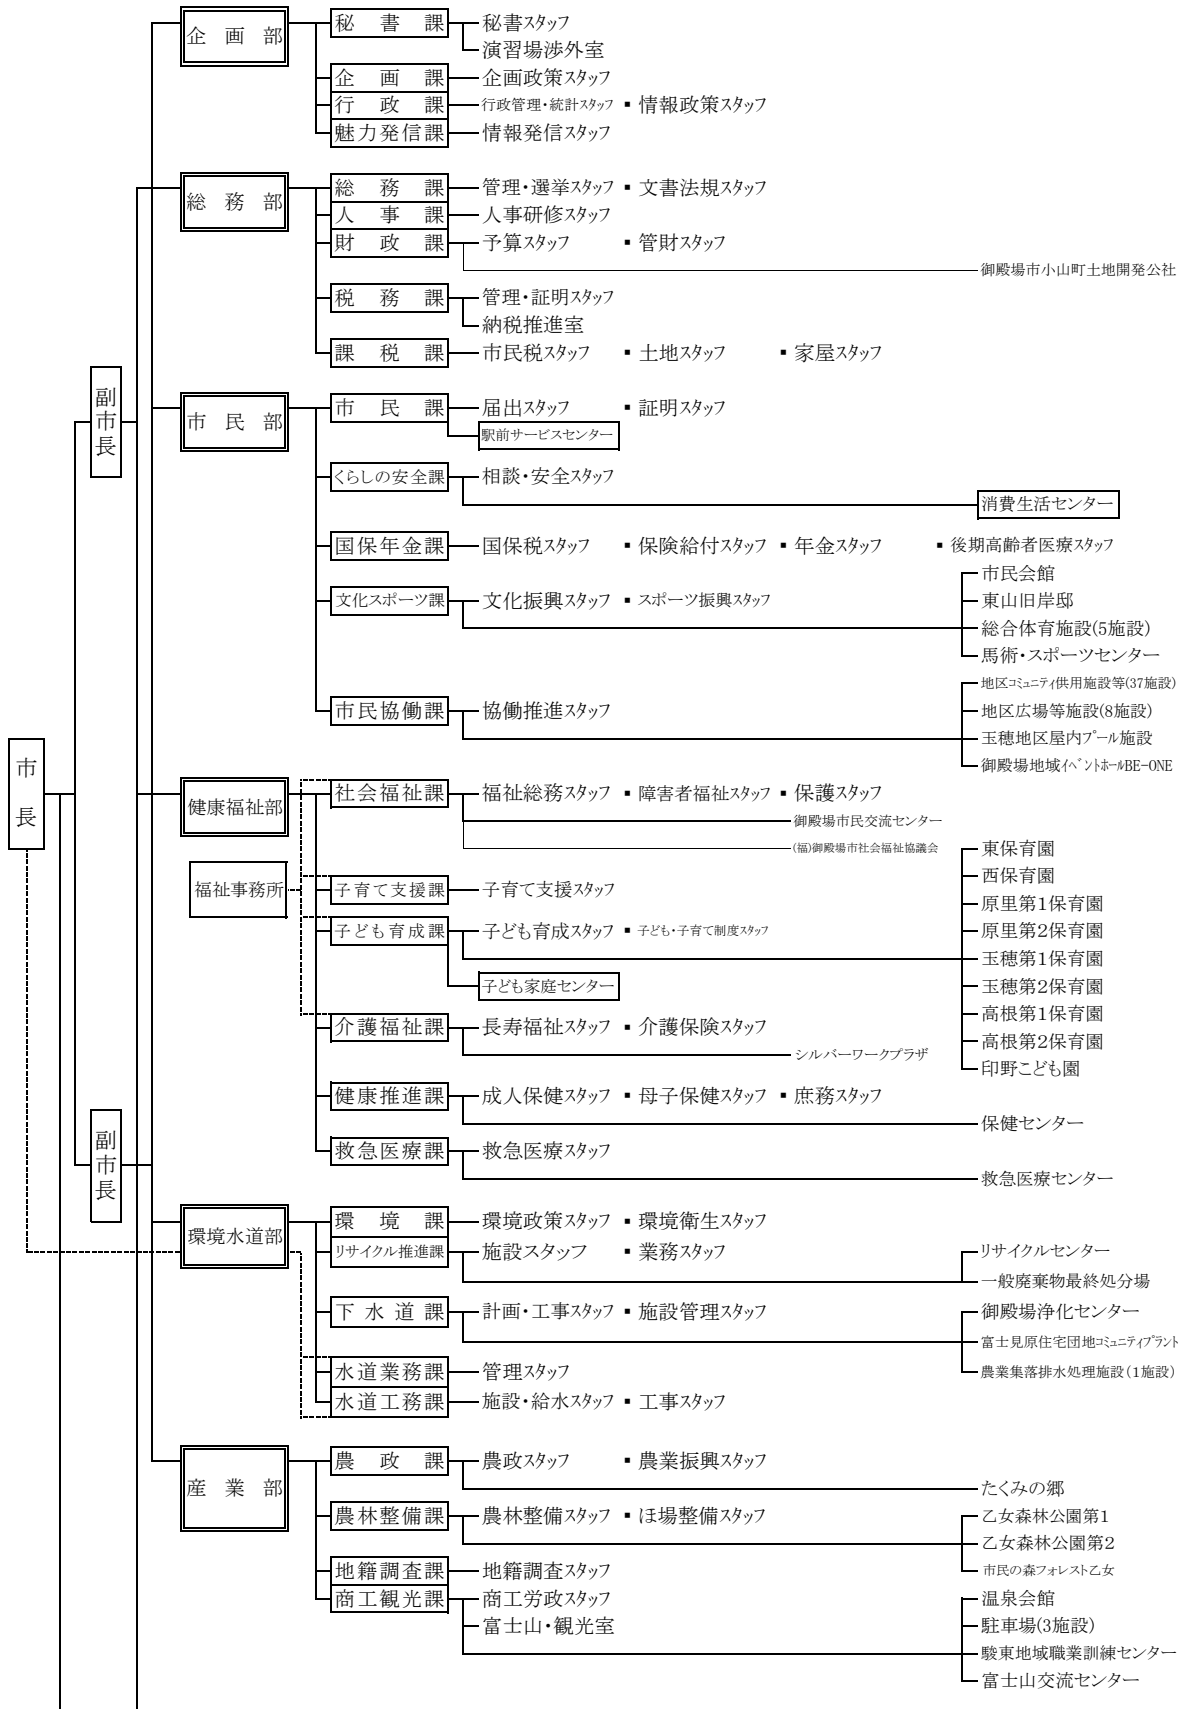 企画部
秘書課 秘書スタッフ
演習場渉外室
企画課 企画政策スタッフ
行政課 行政管理・統計スタッフ ▪ 情報政策スタッフ
魅力発信課 情報発信スタッフ
総務部
総務課 管理・選挙スタッフ ▪ 文書法規スタッフ
人事課 人事研修スタッフ
財政課 予算スタッフ ▪ 管財スタッフ
御殿場市小山町土地開発公社
税務課 管理・証明スタッフ
納税推進室
課税課 市民税スタッフ ▪ 土地スタッフ ▪ 家屋スタッフ
副市長
市民部
市民課 届出スタッフ ▪ 証明スタッフ
駅前サービスセンター
くらしの安全課 相談・安全スタッフ
消費生活センター
国保年金課 国保税スタッフ ▪ 保険給付スタッフ ▪ 年金スタッフ ▪ 後期高齢者医療スタッフ
文化スポーツ課 文化振興スタッフ ▪ スポーツ振興スタッフ
市民会館
東山旧岸邸
総合体育施設(5施設)
馬術・スポーツセンター
市民協働課 協働推進スタッフ
地区コミュニティ供用施設等(37施設)
地区広場等施設(8施設)
玉穂地区屋内プール施設
御殿場地域イベントホールBE-ONE
市長
健康福祉部
福祉事務所
社会福祉課 福祉総務スタッフ ▪ 障害者福祉スタッフ ▪ 保護スタッフ
御殿場市民交流センター
(福)御殿場市社会福祉協議会
子育て支援課 子育て支援スタッフ
子ども育成課 子ども育成スタッフ ▪ 子ども・子育て制度スタッフ
子ども家庭センター
東保育園
西保育園
原里第1保育園
原里第2保育園
玉穂第1保育園
玉穂第2保育園
高根第1保育園
高根第2保育園
印野こども園
介護福祉課 長寿福祉スタッフ ▪ 介護保険スタッフ
シルバーワークプラザ
健康推進課 成人保健スタッフ ▪ 母子保健スタッフ ▪ 庶務スタッフ
保健センター
救急医療課 救急医療スタッフ
救急医療センター
副市長
環境水道部
環境課 環境政策スタッフ ▪ 環境衛生スタッフ
リサイクル推進課 施設スタッフ ▪ 業務スタッフ
リサイクルセンター
一般廃棄物最終処分場
下水道課 計画・工事スタッフ ▪ 施設管理スタッフ
御殿場浄化センター
富士見原住宅団地コミュニティプラント
農業集落排水処理施設(1施設)
水道業務課 管理スタッフ
水道工務課 施設・給水スタッフ ▪ 工事スタッフ
産業部
農政課 農政スタッフ ▪ 農業振興スタッフ
たくみの郷
農林整備課 農林整備スタッフ ▪ ほ場整備スタッフ
乙女森林公園第1
乙女森林公園第2
市民の森フォレスト乙女
地籍調査課 地籍調査スタッフ
商工観光課 商工労政スタッフ
富士山・観光室
温泉会館
駐車場(3施設)
駿東地域職業訓練センター
富士山交流センター